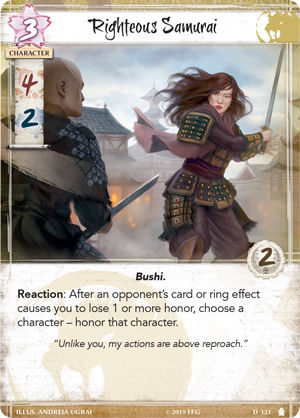 3
Righteous Samurai
CHARACTER
4
2
2
Bushi.
Reaction: After an opponent's card or ring effect
causes you to lose 1 or more honor, choose a
character – honor that character.
"Unlike you, my actions are above reproach."
ILLUS. ANDREIA UGRAI
© 2019 FFG
D 121